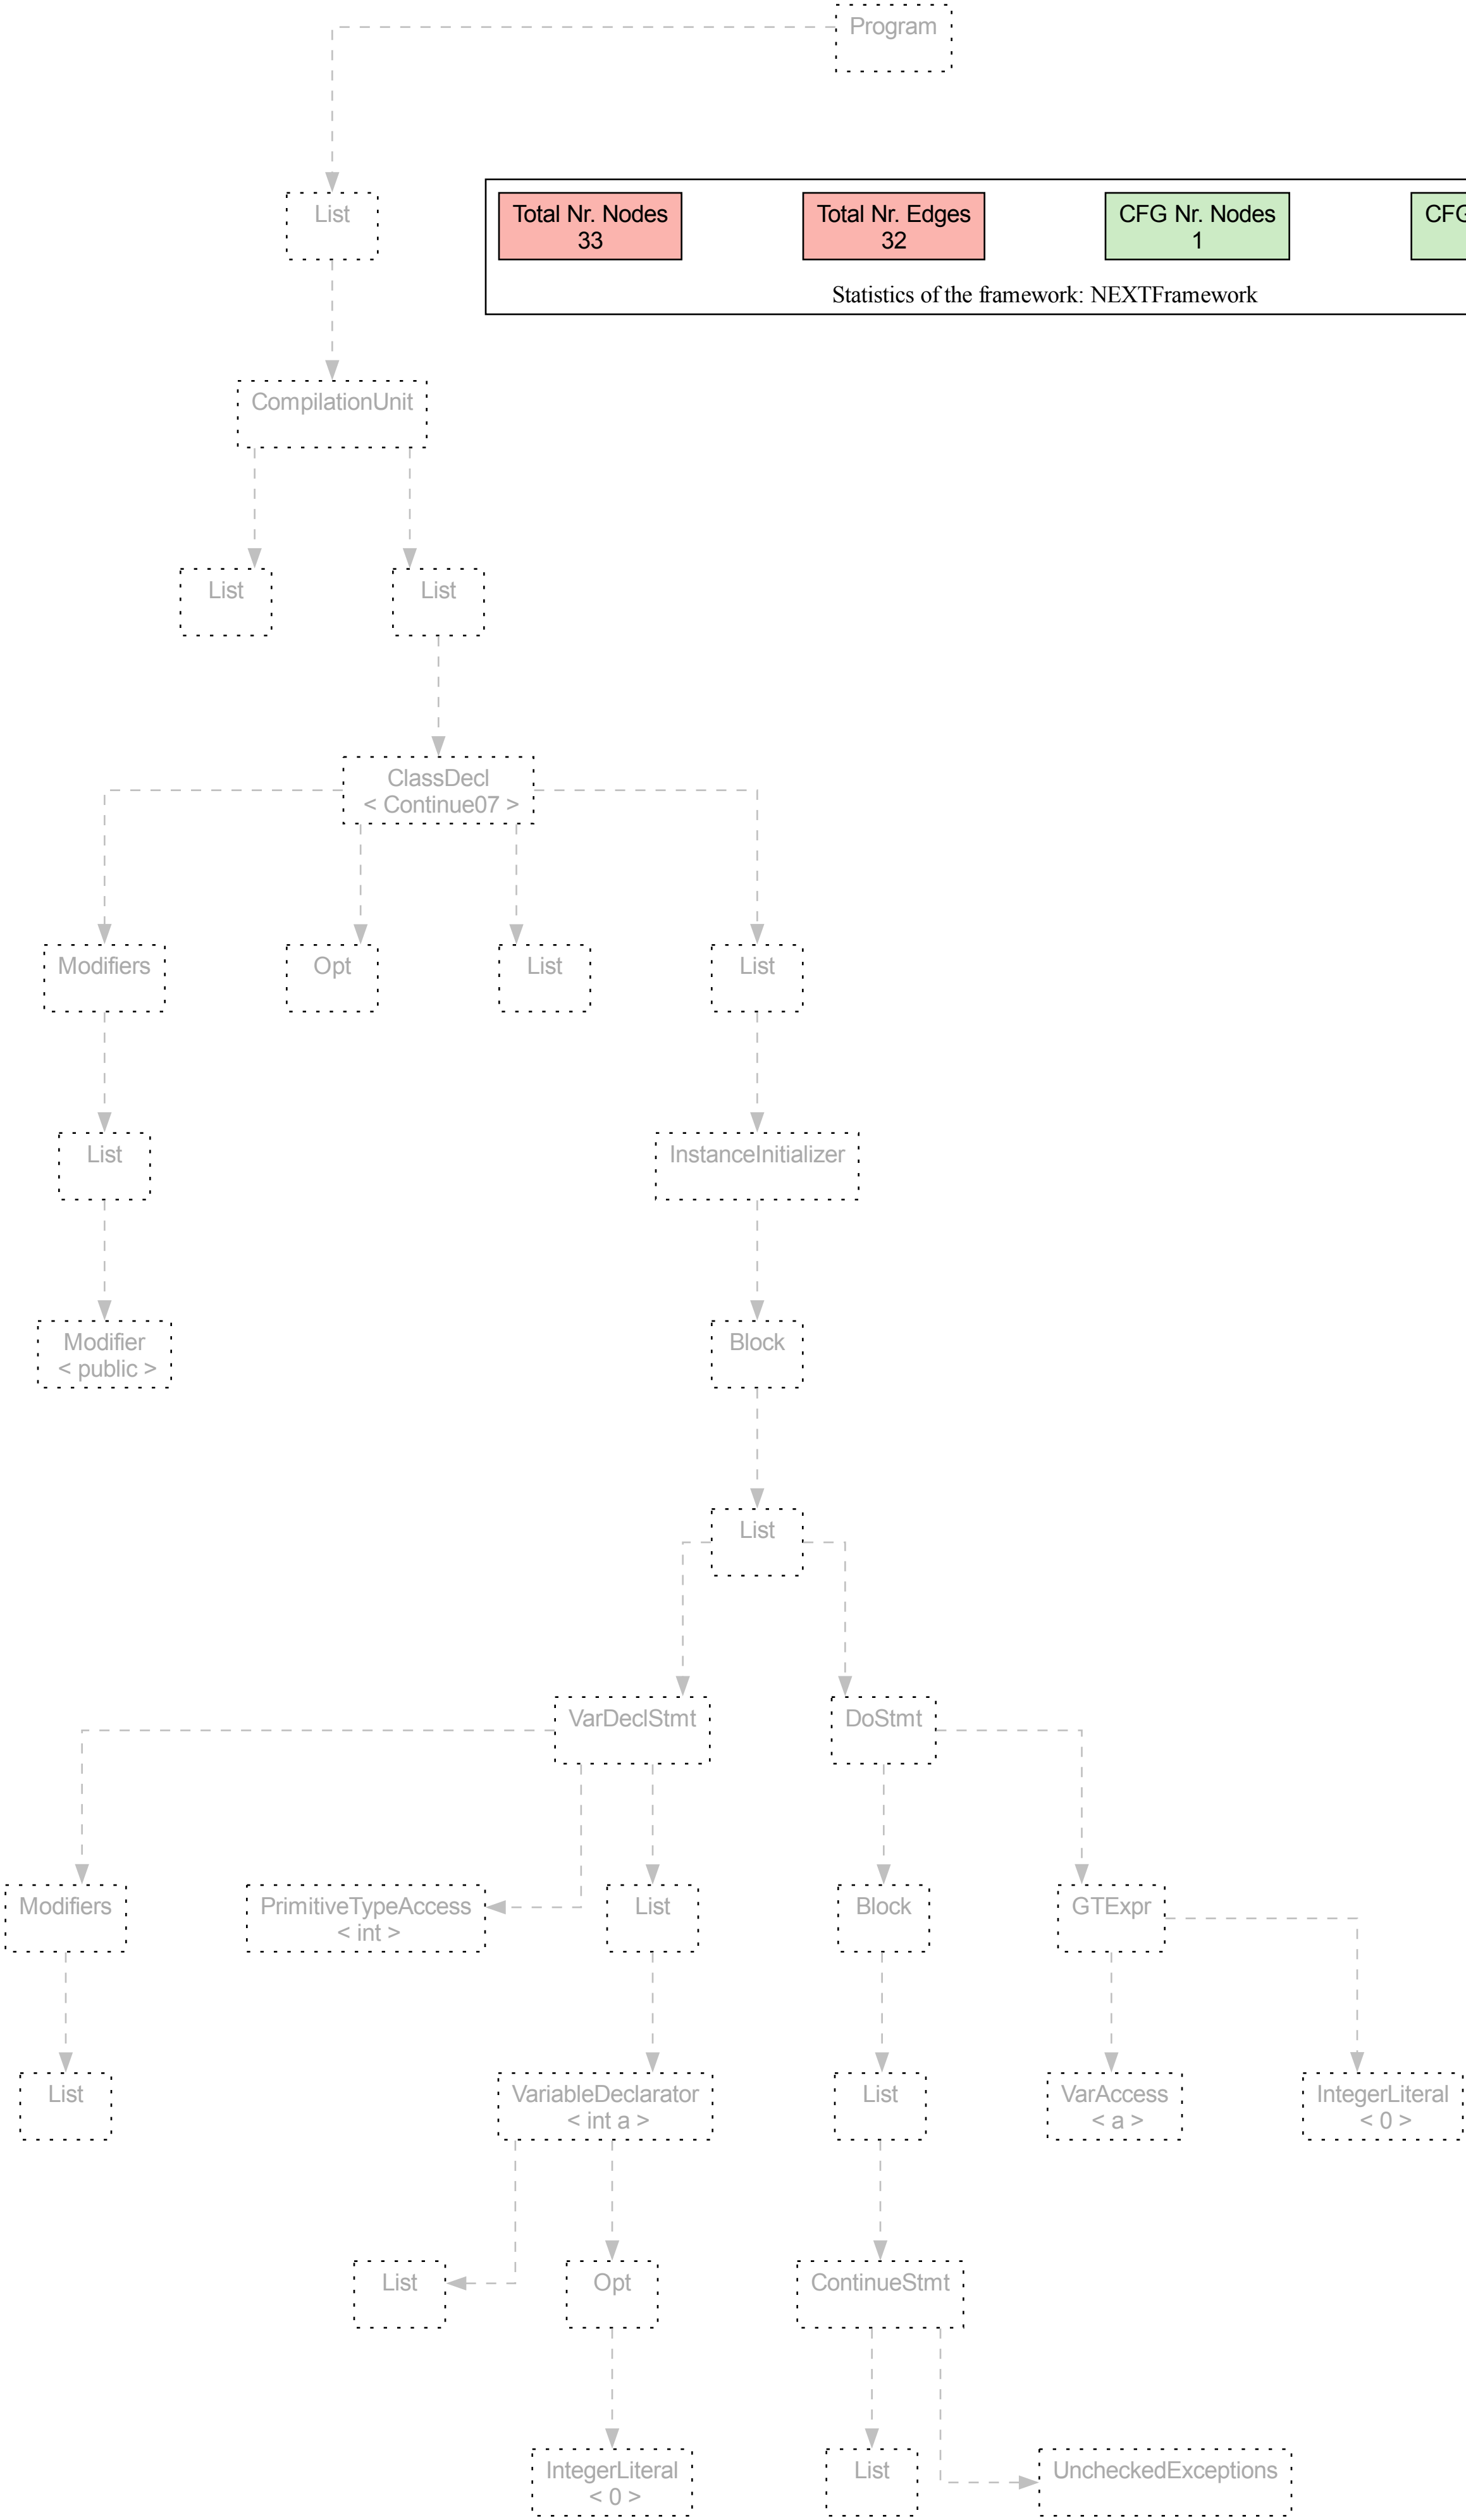 Program
List
Total Nr. Nodes
33
Total Nr. Edges
32
CFG Nr. Nodes
1
CFG
Statistics of the framework: NEXTFramework
CompilationUnit
List
List
ClassDecl
< Continue07 >
Modifiers
Opt
List
List
List
InstanceInitializer
Modifier
< public >
Block
List
VarDeclStmt
DoStmt
Modifiers
PrimitiveTypeAccess
< int >
List
Block
GTExpr
List
VariableDeclarator
< int a >
List
VarAccess
< a >
IntegerLiteral
< 0 >
List
Opt
ContinueStmt
IntegerLiteral
< 0 >
List
UncheckedExceptions